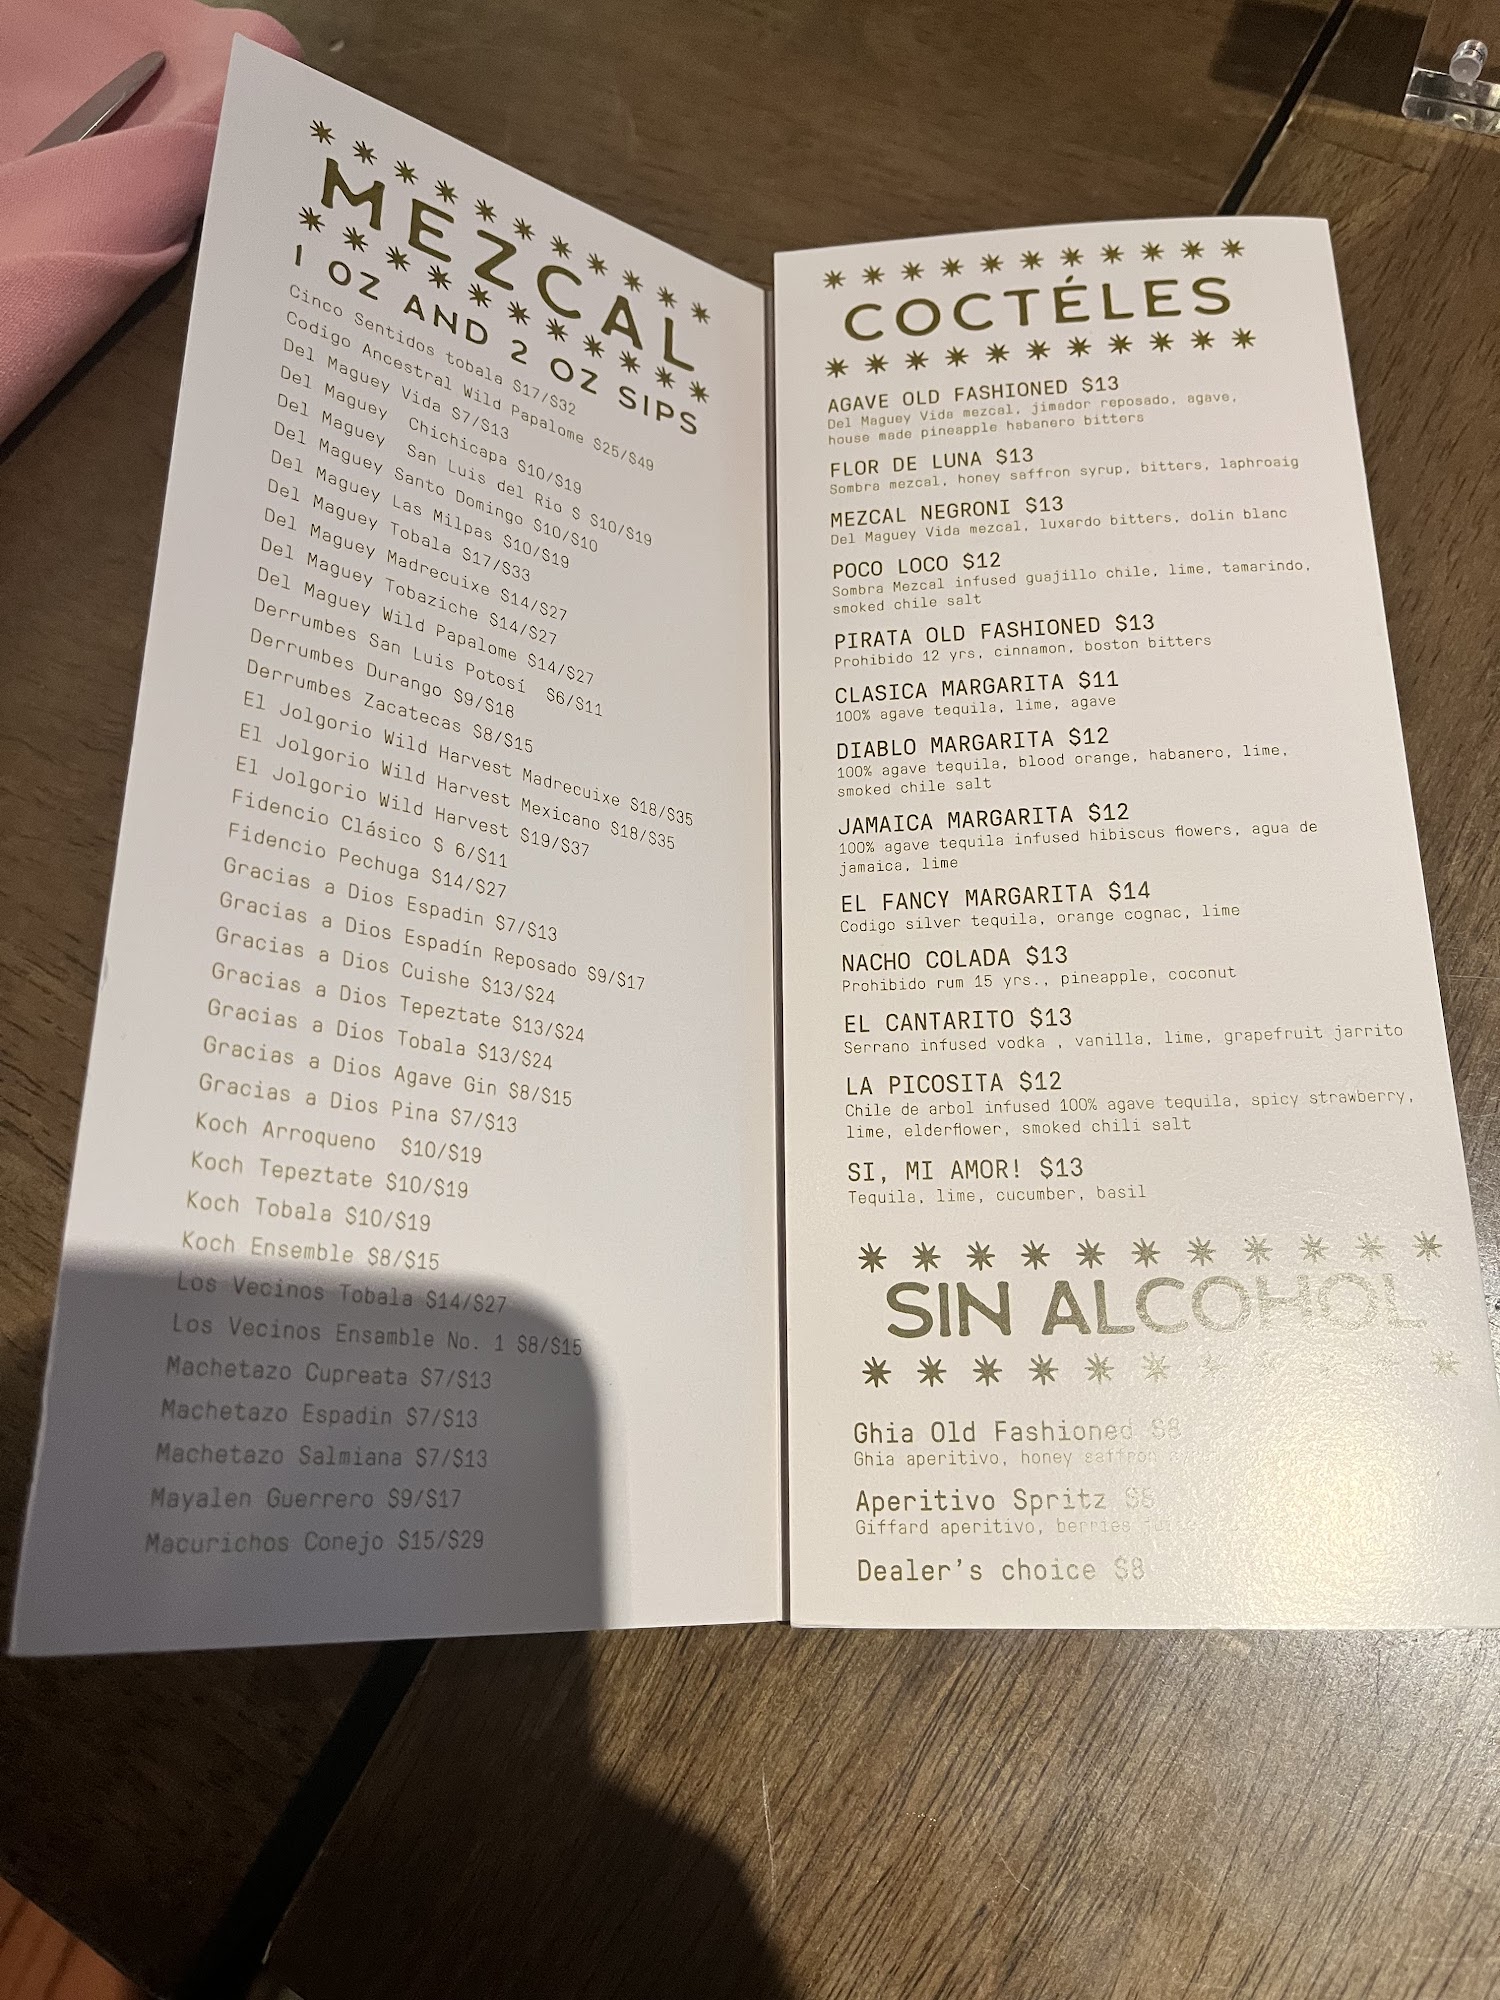 MEZCAL
1 OZ AND 2 OZ SIPS
Cinco Sentidos tobala $17/$32
Codigo Ancestral Wild Papalome $25/$49
Del Maguey Vida $7/$13
Del Maguey Chichicapa $10/$19
Del Maguey San Luis del Rio $ $10/$19
Del Maguey Santo Domingo $10/$10
Del Maguey Las Milpas $10/$19
Del Maguey Tobala $17/$33
Del Maguey Madrecuixe $14/$27
Del Maguey Tobaziche $14/$27
Del Maguey Wild Papalome $14/$27
Derrumbes San Luis Potosí $6/$11
Derrumbes Durango $9/$18
Derrumbes Zacatecas $8/$15
El Jolgorio Wild Harvest Madrecuixe $18/$35
El Jolgorio Wild Harvest Mexicano $18/$35
El Jolgorio Wild Harvest $19/$37
Fidencio Clásico $ 6/$11
Fidencio Pechuga $14/$27
Gracias a Dios Espadin $7/$13
Gracias a Dios Espadín Reposado $9/$17
Gracias a Dios Cuishe $13/$24
Gracias a Dios Tepeztate $13/$24
Gracias a Dios Tobala $13/$24
Gracias a Dios Agave Gin $8/$15
Gracias a Dios Pina $7/$13
Koch Arroqueno $10/$19
Koch Tepeztate $10/$19
Koch Tobala $10/$19
Koch Ensemble $8/$15
Los Vecinos Tobala $14/$27
Los Vecinos Ensamble No. 1 $8/$15
Machetazo Cupreata $7/$13
Machetazo Espadin $7/$13
Machetazo Salmiana $7/$13
Mayalen Guerrero $9/$17
Macurichos Conejo $15/$29
COCTÉLES
AGAVE OLD FASHIONED $13
Del Maguey Vida mezcal, jimador reposado, agave,
house made pineapple habanero bitters
FLOR DE LUNA $13
Sombra mezcal, honey saffron syrup, bitters, laphroaig
MEZCAL NEGRONI $13
Del Maguey Vida mezcal, luxardo bitters, dolin blanc
POCO LOCO $12
Sombra Mezcal infused guajillo chile, lime, tamarindo,
smoked chile salt
PIRATA OLD FASHIONED $13
Prohibido 12 yrs, cinnamon, boston bitters
CLASICA MARGARITA $11
100% agave tequila, lime, agave
DIABLO MARGARITA $12
100% agave tequila, blood orange, habanero, lime,
smoked chile salt
JAMAICA MARGARITA $12
100% agave tequila infused hibiscus flowers, agua de
jamaica, lime
EL FANCY MARGARITA $14
Codigo silver tequila, orange cognac, lime
NACHO COLADA $13
Prohibido rum 15 yrs., pineapple, coconut
EL CANTARITO $13
Serrano infused vodka , vanilla, lime, grapefruit jarrito
LA PICOSITA $12
Chile de arbol infused 100% agave tequila, spicy strawberry,
lime, elderflower, smoked chili salt
SI, MI AMOR! $13
Tequila, lime, cucumber, basil
SIN ALCOHOL
Ghia Old Fashioned $8
Ghia aperitivo, honey saffron
Aperitivo Spritz
Giffard aperitivo, berries
Dealer's choice $8